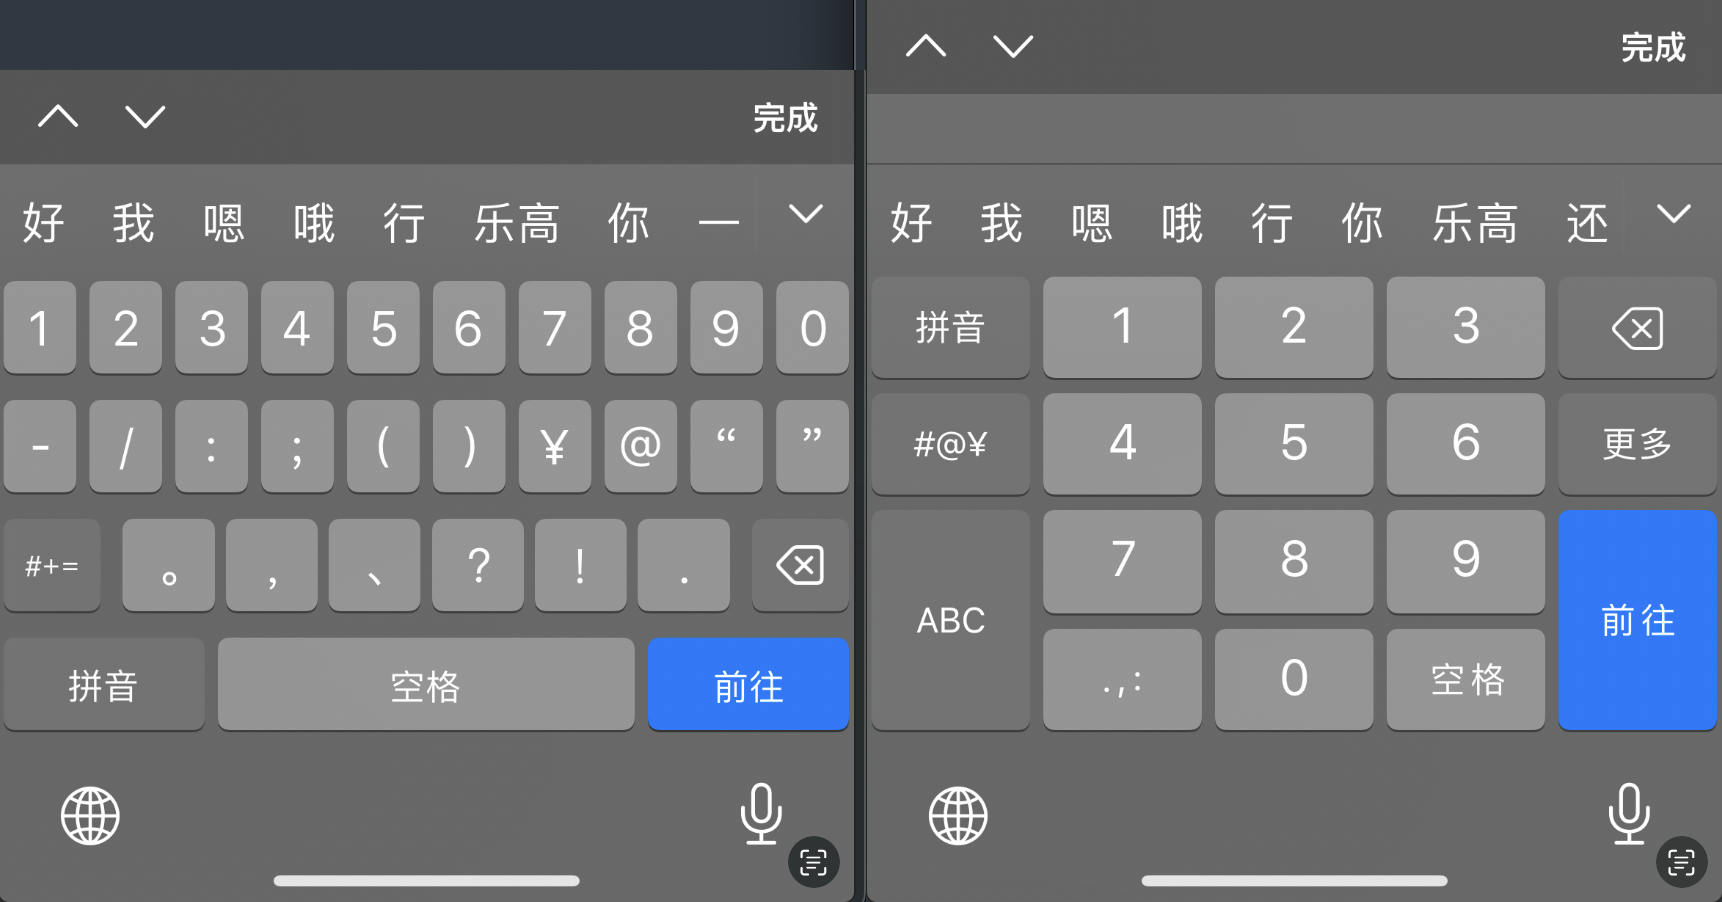 完成
好 我 嗯 哦 行 乐高 你 一
1 2 3 4 5 6 7 8 9 0
- / : ; ( ) ¥ @ “ ”
#+= 。 , 、 ? ! .
拼音 空格 前往
完成
好 我 嗯 哦 行 你 乐高 还
拼音 1 2 3
#@¥ 4 5 6 更多
ABC 7 8 9 前往
.,: 0 空格